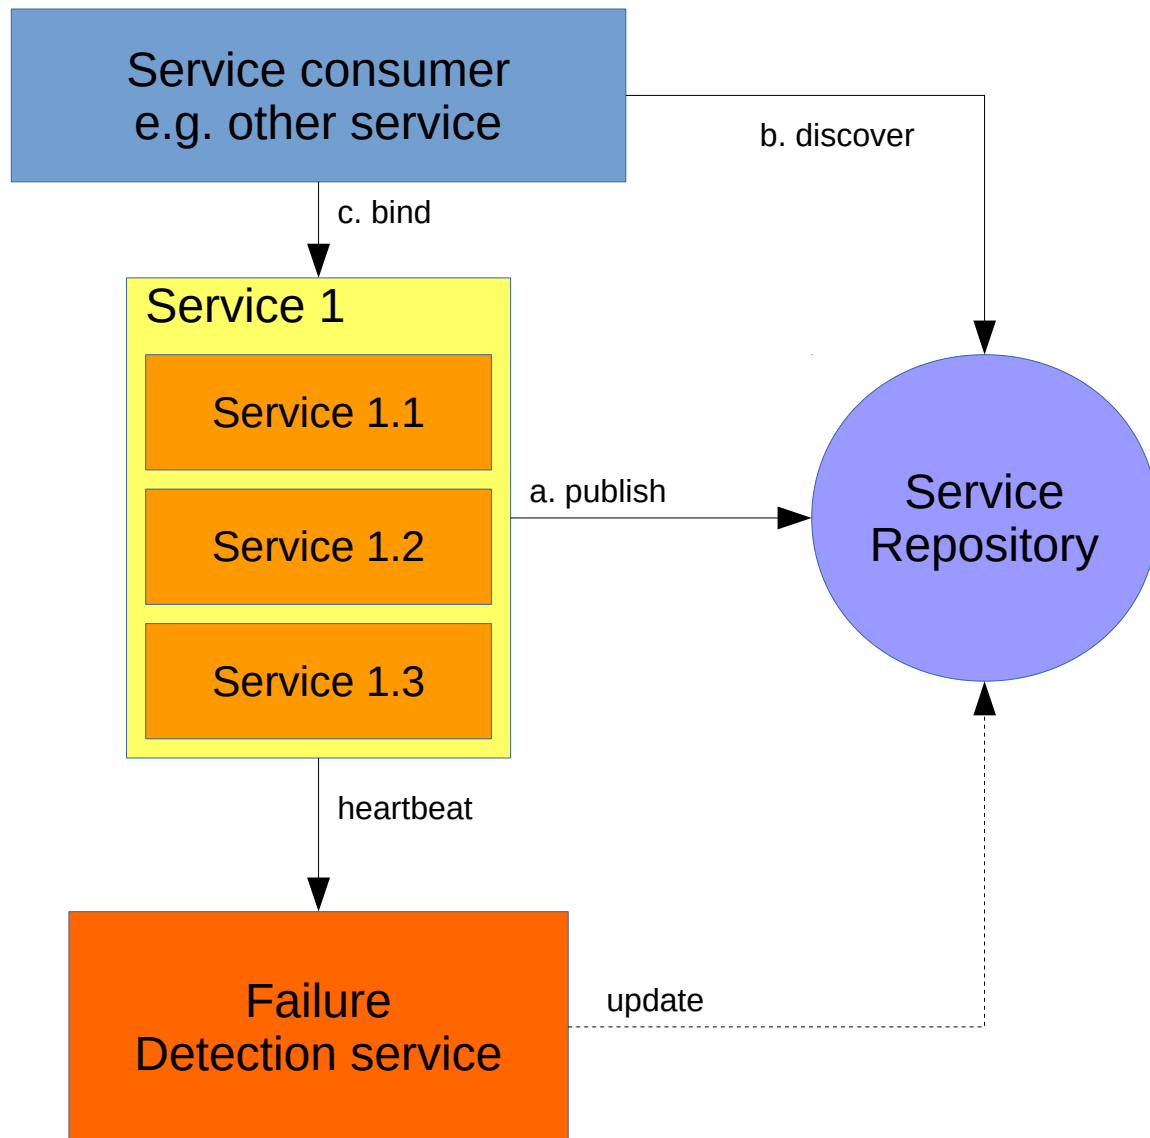 Service consumer
e.g. other service
b. discover
c. bind
Service 1
Service 1.1
a. publish
Service
Repository
Service 1.2
Service 1.3
heartbeat
Failure
Detection service
update